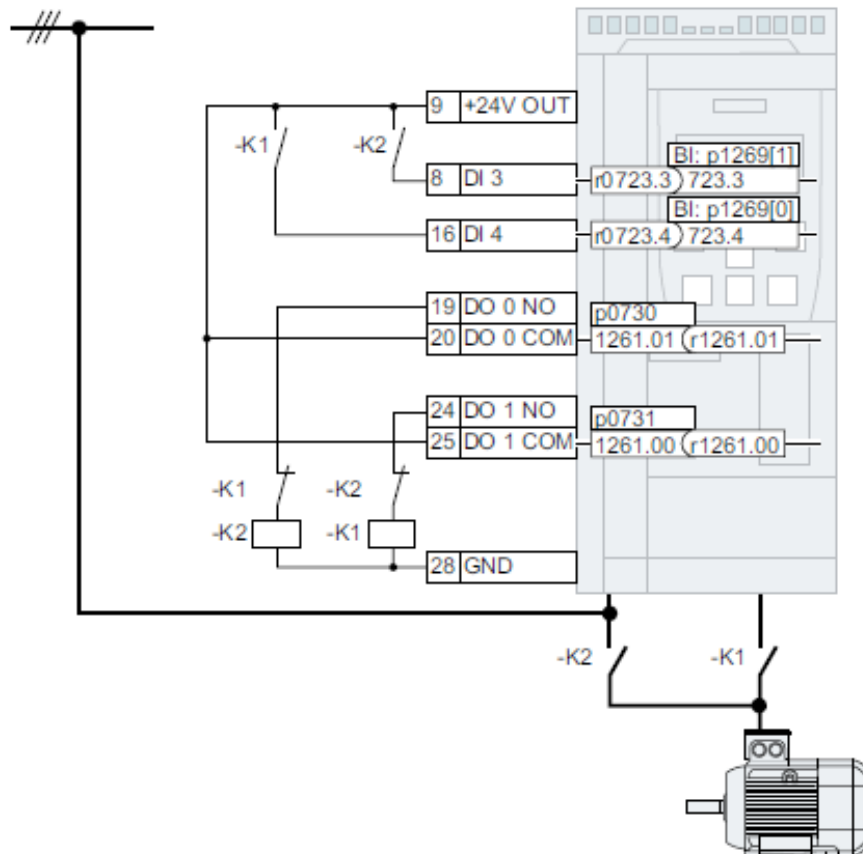 9 +24V OUT
-K1 -K2
BI: p1269[1]
8 DI 3 r0723.3 723.3
BI: p1269[0]
16 DI 4 r0723.4 723.4
19 DO 0 NO p0730
20 DO 0 COM 1261.01 r1261.01
24 DO 1 NO p0731
25 DO 1 COM 1261.00 r1261.00
-K1 -K2
-K2 -K1
28 GND
-K2 -K1